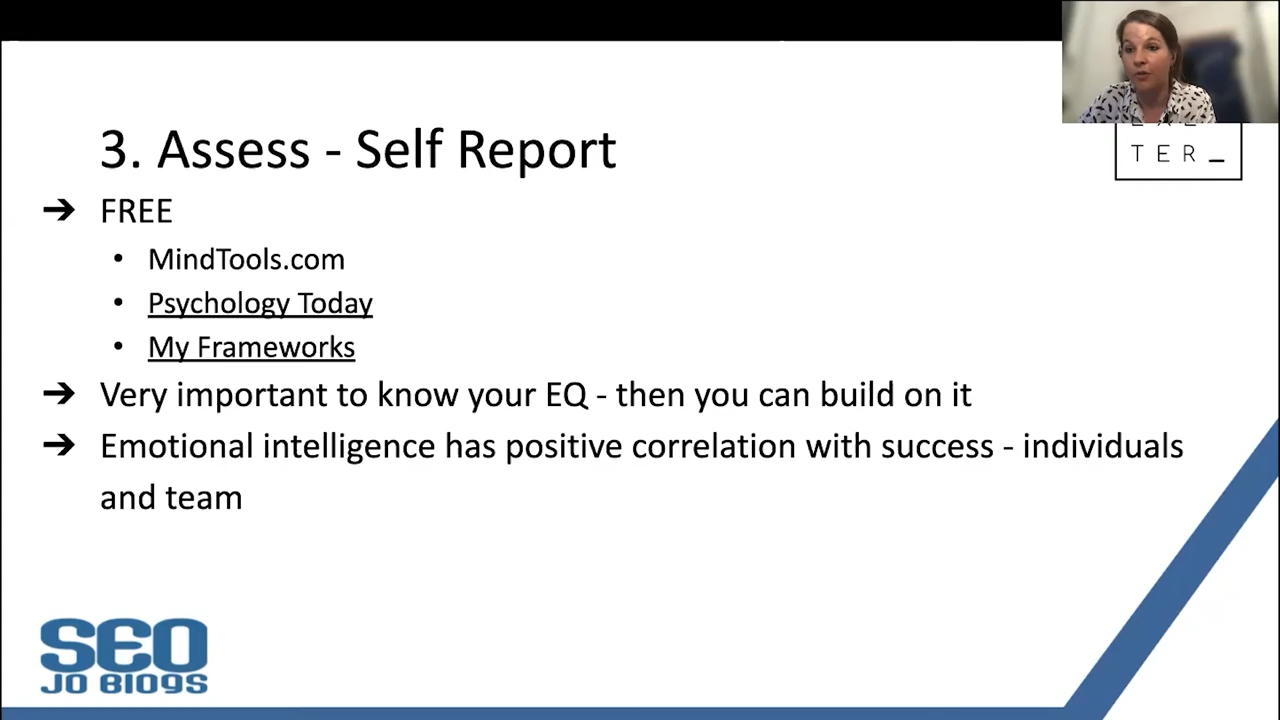 3. Assess - Self Report
TER_
➔ FREE
• MindTools.com
• Psychology Today
• My Frameworks
➔ Very important to know your EQ - then you can build on it
➔ Emotional intelligence has positive correlation with success - individuals
and team
SEO
JO BlOGS